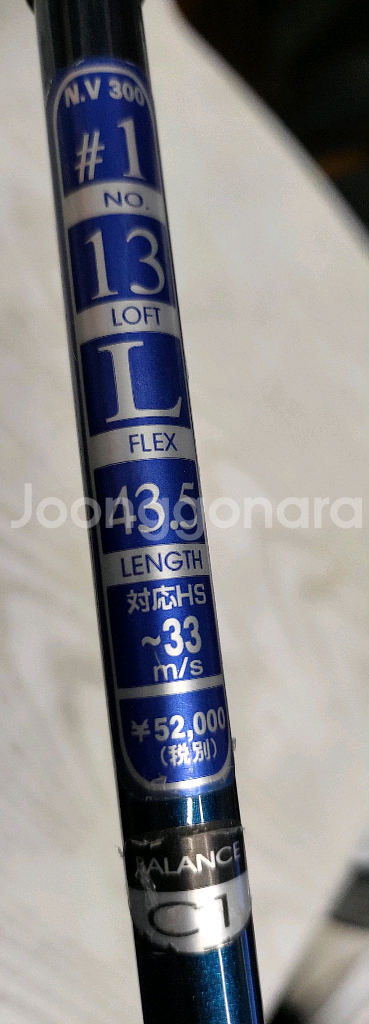 N.V 300
#1
NO.
13
LOFT
L
FLEX
43.5
LENGTH
Joonggonara
対応HS
~33
m/s
¥52,000
(税別)
BALANCE
C1